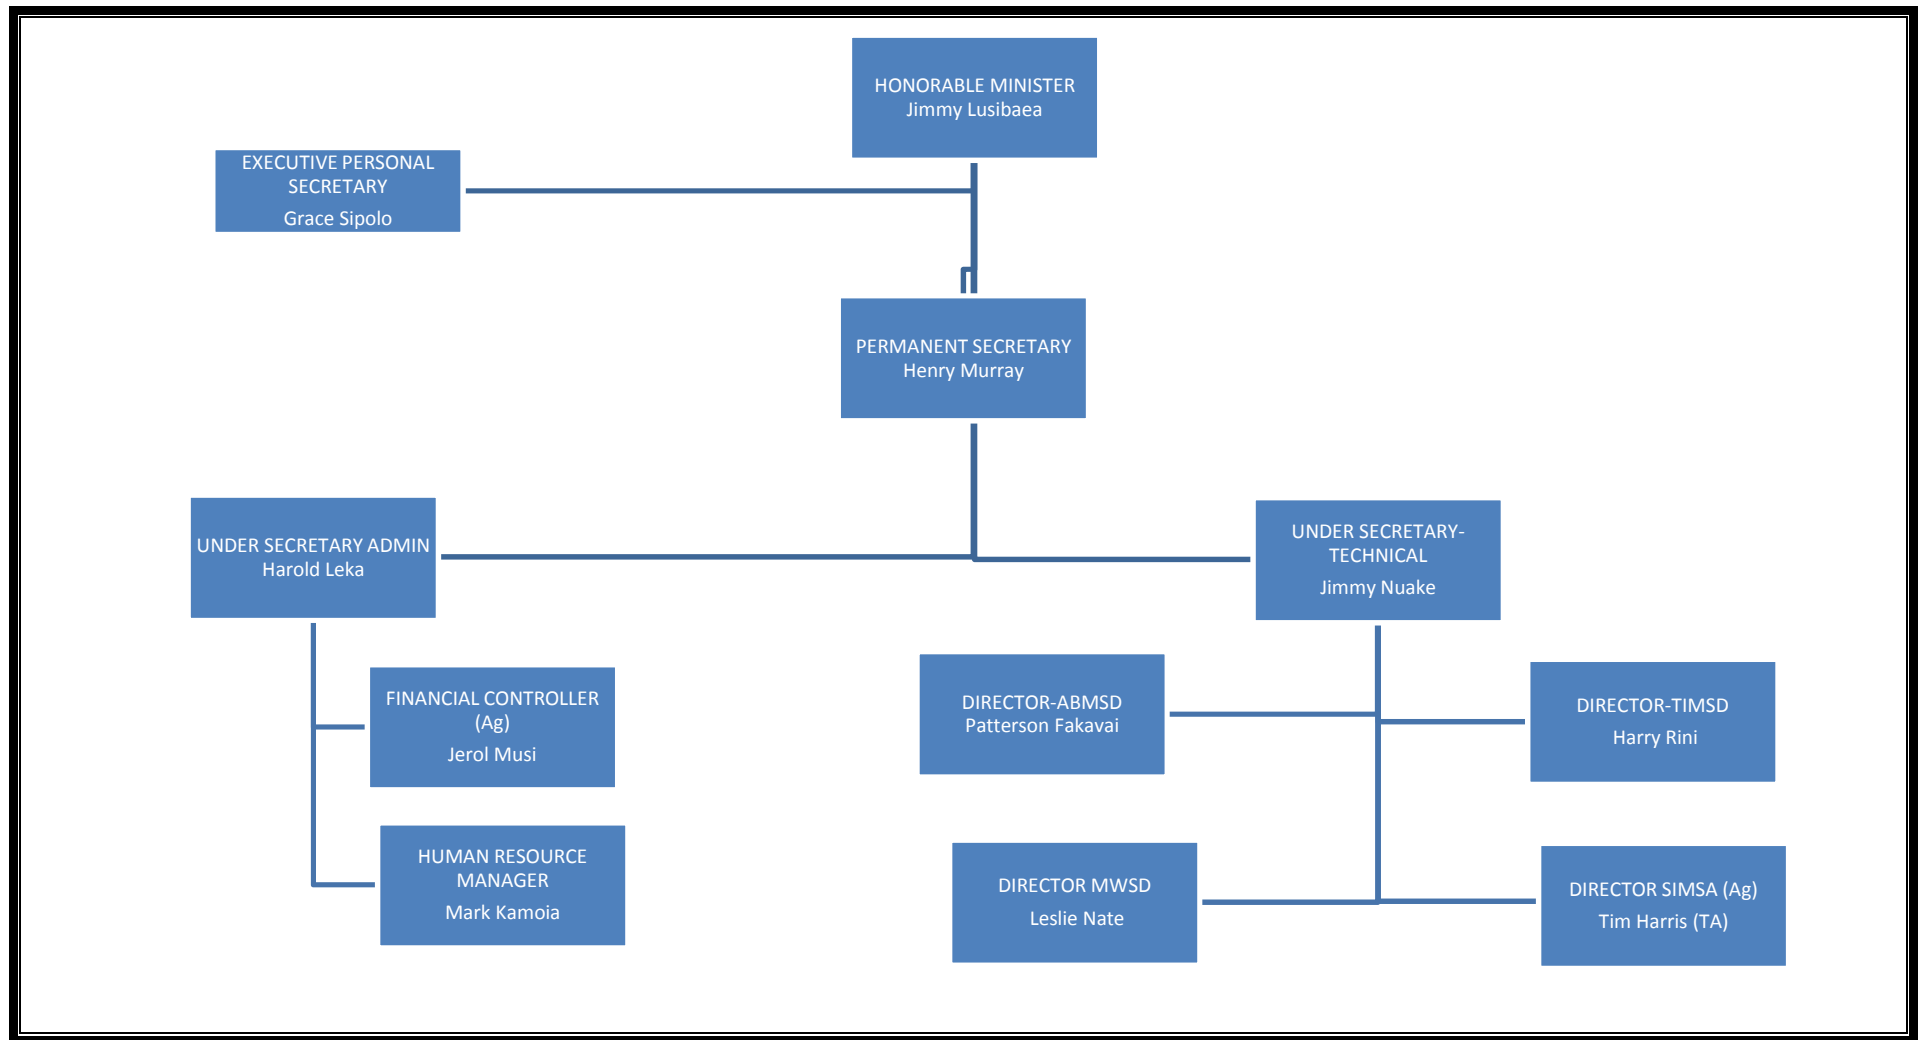 HONORABLE MINISTER
Jimmy Lusibaea
EXECUTIVE PERSONAL
SECRETARY
Grace Sipolo
PERMANENT SECRETARY
Henry Murray
UNDER SECRETARY ADMIN
Harold Leka
UNDER SECRETARY-
TECHNICAL
Jimmy Nuake
FINANCIAL CONTROLLER
(Ag)
Jerol Musi
HUMAN RESOURCE
MANAGER
Mark Kamoia
DIRECTOR-ABMSD
Patterson Fakavai
DIRECTOR-TIMSD
Harry Rini
DIRECTOR MWSD
Leslie Nate
DIRECTOR SIMSA (Ag)
Tim Harris (TA)